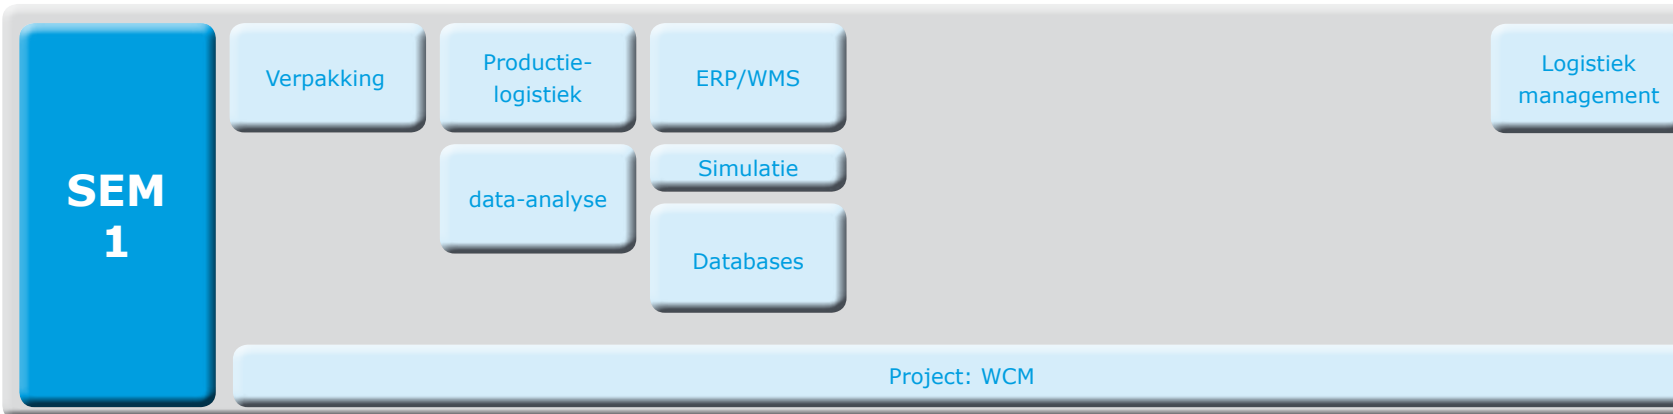 SEM
1
Verpakking
Productie-
logistiek
ERP/WMS
Logistiek
management
data-analyse
Simulatie
Databases
Project: WCM